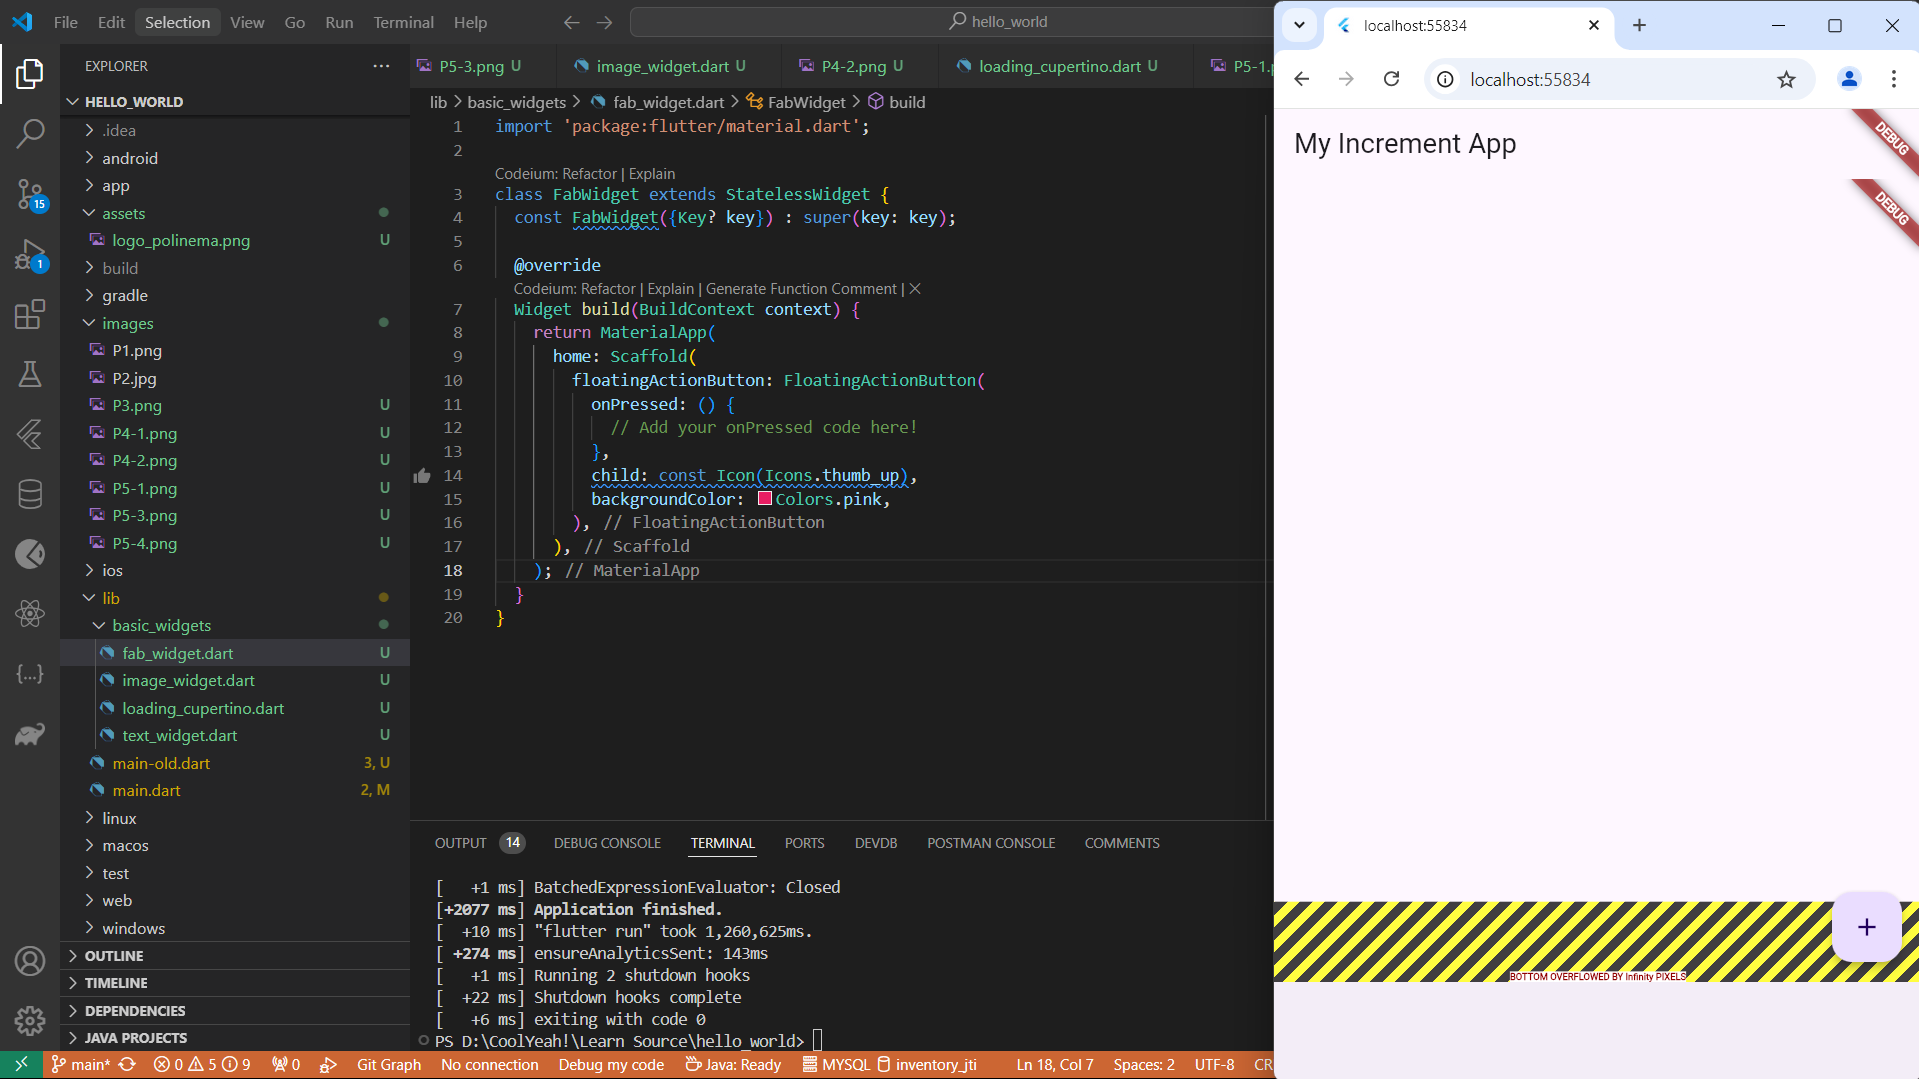 File Edit Selection View Go Run Terminal Help
hello_world
EXPLORER
HELLO_WORLD
.idea
android
app
assets
logo_polinema.png U
build
gradle
images
P1.png
P2.jpg
P3.png U
P4-1.png U
P4-2.png U
P5-1.png U
P5-3.png U
P5-4.png U
ios
lib
basic_widgets
fab_widget.dart U
image_widget.dart U
loading_cupertino.dart U
text_widget.dart U
main-old.dart 3, U
main.dart 2, M
linux
macos
test
web
windows
OUTLINE
TIMELINE
DEPENDENCIES
JAVA PROJECTS
15
1
P5-3.png U image_widget.dart U P4-2.png U loading_cupertino.dart U P5-1.p
lib > basic_widgets > fab_widget.dart > FabWidget > build
1 import 'package:flutter/material.dart';
2
Codeium: Refactor | Explain
3 class FabWidget extends StatelessWidget {
4 const FabWidget({Key? key}) : super(key: key);
5
6 @override
Codeium: Refactor | Explain | Generate Function Comment | ×
7 Widget build(BuildContext context) {
8 return MaterialApp(
9 home: Scaffold(
10 floatingActionButton: FloatingActionButton(
11 onPressed: () {
12 // Add your onPressed code here!
13 },
14 child: const Icon(Icons.thumb_up),
15 backgroundColor: Colors.pink,
16 ), // FloatingActionButton
17 ), // Scaffold
18 ); // MaterialApp
19 }
20 }
OUTPUT 14 DEBUG CONSOLE TERMINAL PORTS DEVDB POSTMAN CONSOLE COMMENTS
[ +1 ms] BatchedExpressionEvaluator: Closed
[+2077 ms] Application finished.
[ +10 ms] "flutter run" took 1,260,625ms.
[ +274 ms] ensureAnalyticsSent: 143ms
[ +1 ms] Running 2 shutdown hooks
[ +22 ms] Shutdown hooks complete
[ +6 ms] exiting with code 0
PS D:\CoolYeah!\Learn Source\hello_world>
main* 0 5 9 0 Git Graph No connection Debug my code Java: Ready MYSQL inventory_jti Ln 18, Col 7 Spaces: 2 UTF-8 CR
localhost:55834
localhost:55834
My Increment App
DEBUG
DEBUG
BOTTOM OVERFLOWED BY Infinity PIXELS